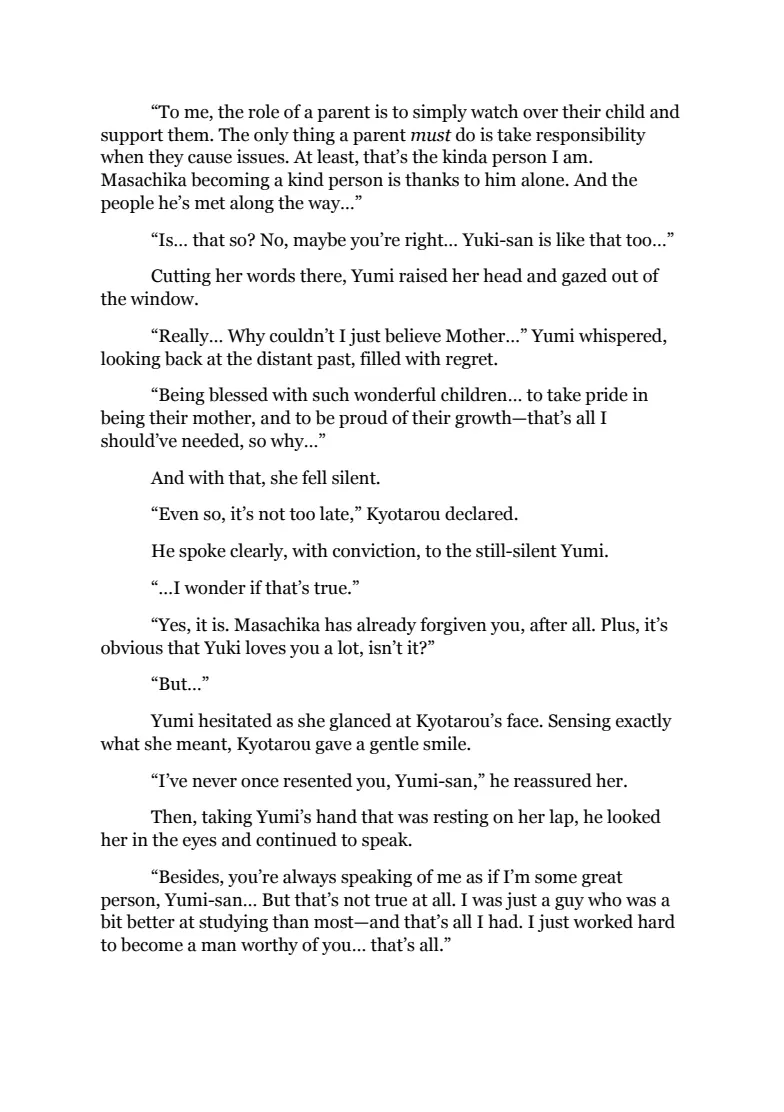 “To me, the role of a parent is to simply watch over their child and
support them. The only thing a parent must do is take responsibility
when they cause issues. At least, that’s the kinda person I am.
Masachika becoming a kind person is thanks to him alone. And the
people he’s met along the way…”
“Is… that so? No, maybe you’re right… Yuki-san is like that too…”
Cutting her words there, Yumi raised her head and gazed out of
the window.
“Really… Why couldn’t I just believe Mother…” Yumi whispered,
looking back at the distant past, filled with regret.
“Being blessed with such wonderful children… to take pride in
being their mother, and to be proud of their growth—that’s all I
should’ve needed, so why…”
And with that, she fell silent.
“Even so, it’s not too late,” Kyotarou declared.
He spoke clearly, with conviction, to the still-silent Yumi.
“…I wonder if that’s true.”
“Yes, it is. Masachika has already forgiven you, after all. Plus, it’s
obvious that Yuki loves you a lot, isn’t it?”
“But…”
Yumi hesitated as she glanced at Kyotarou’s face. Sensing exactly
what she meant, Kyotarou gave a gentle smile.
“I’ve never once resented you, Yumi-san,” he reassured her.
Then, taking Yumi’s hand that was resting on her lap, he looked
her in the eyes and continued to speak.
“Besides, you’re always speaking of me as if I’m some great
person, Yumi-san… But that’s not true at all. I was just a guy who was a
bit better at studying than most—and that’s all I had. I just worked hard
to become a man worthy of you… that’s all.”